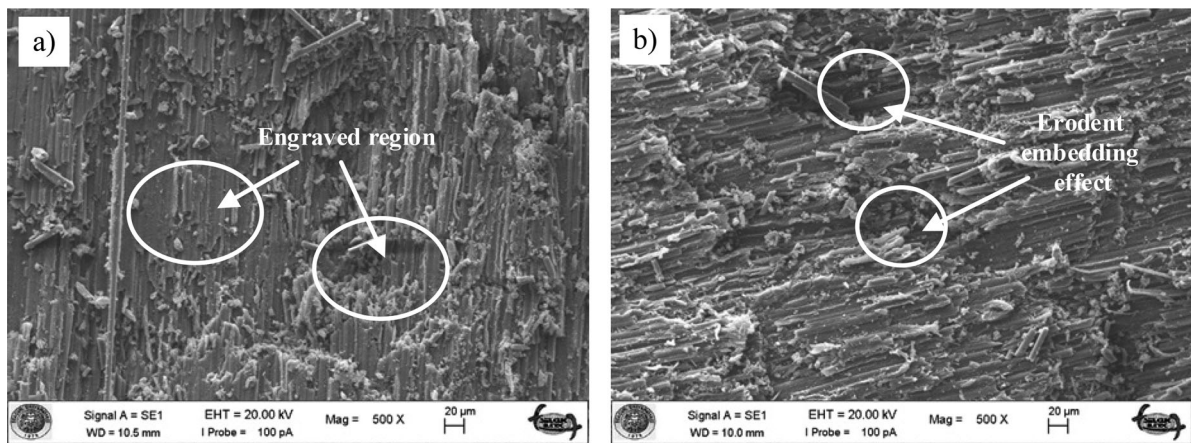 a)
Engraved region
Signal A = SE1 EHT = 20.00 kV Mag = 500 X 20 µm
WD = 10.5 mm I Probe = 100 pA
b)
Erodent
embedding
effect
Signal A = SE1 EHT = 20.00 kV Mag = 500 X 20 µm
WD = 10.0 mm I Probe = 100 pA